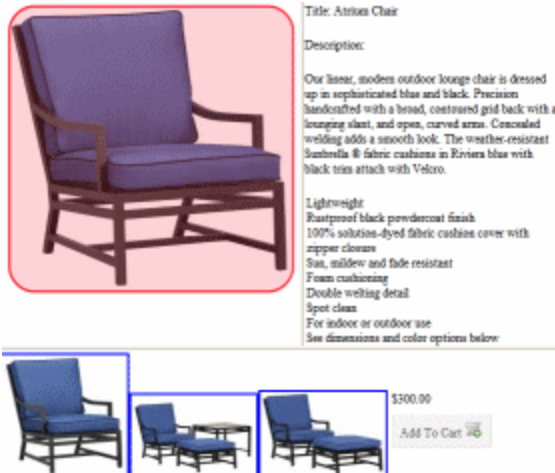 Title: Atrium Chair
Description:
Our linear, modern outdoor lounge chair is dressed
up in sophisticated blue and black. Precision
handcrafted with a broad, contoured grid back with a
lounging slant, and open, curved arms. Concealed
welding adds a smooth look. The weather-resistant
Sunbrella ® fabric cushions in Riviera blue with
black trim attach with Velcro.
Lightweight
Rustproof black powdercoat finish
100% solution-dyed fabric cushion cover with
zipper closure
Sun, mildew and fade resistant
Foam cushioning
Double welting detail
Spot clean
For indoor or outdoor use
See dimensions and color options below
$300.00
Add To Cart